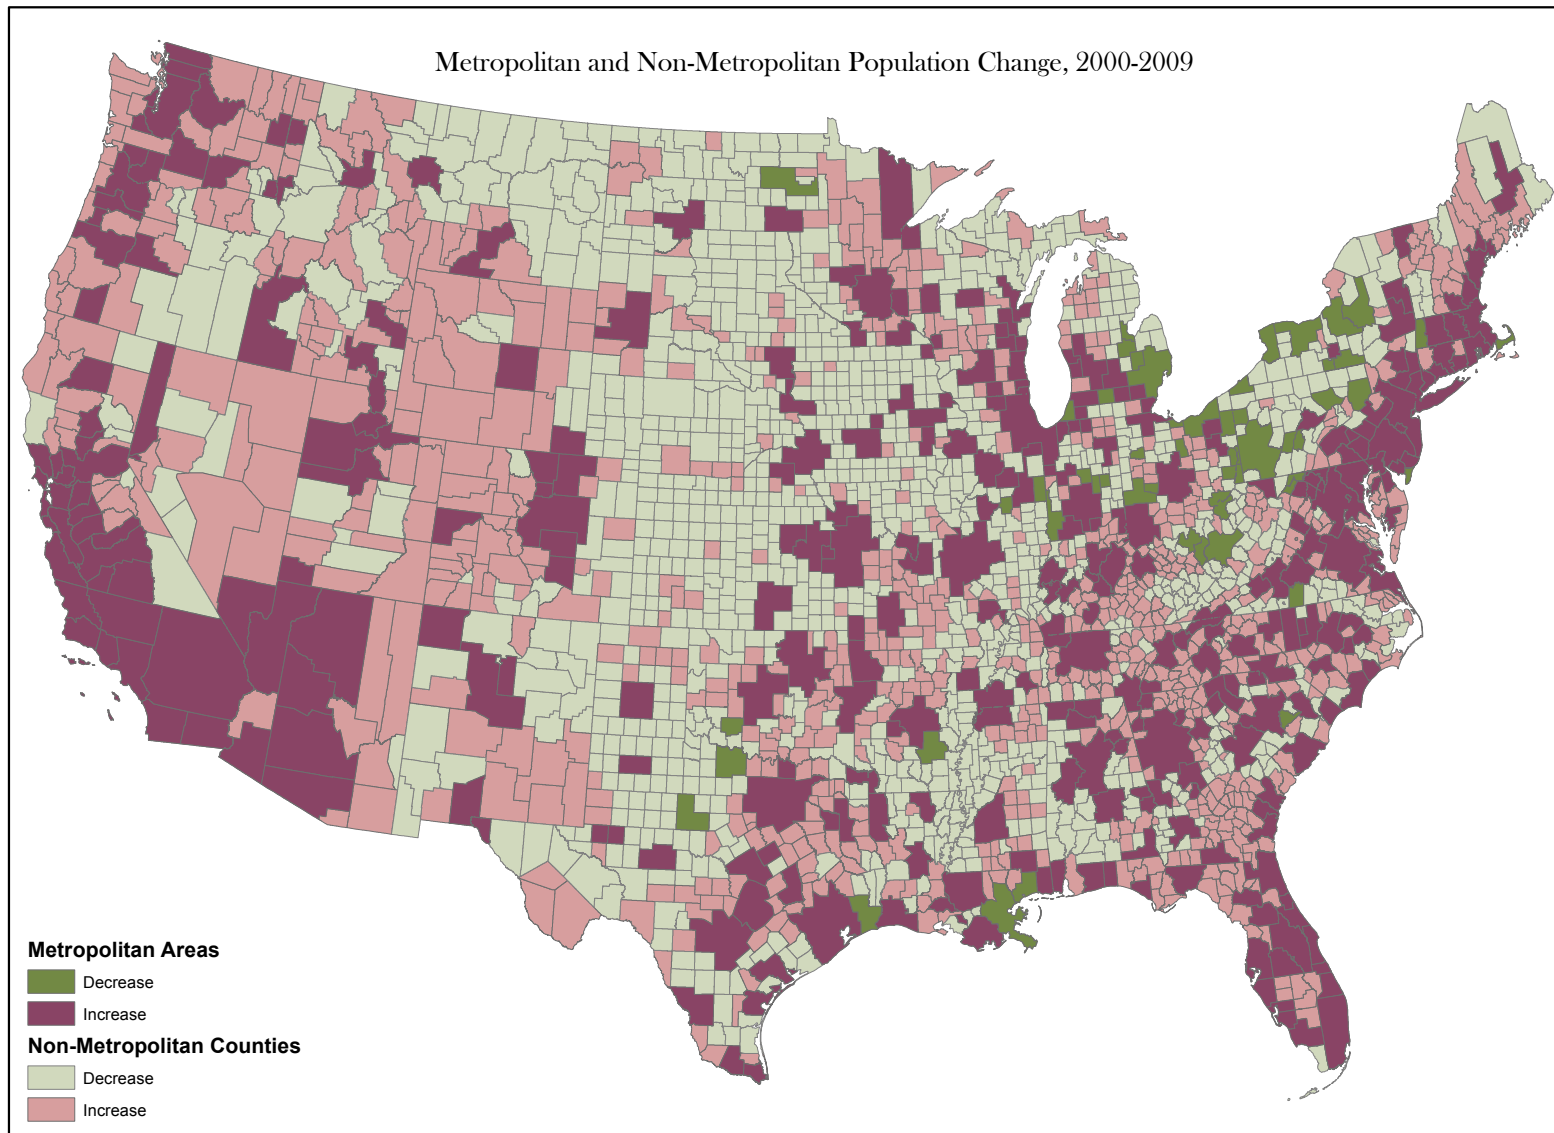 Metropolitan and Non-Metropolitan Population Change, 2000-2009
Metropolitan Areas
Decrease
Increase
Non-Metropolitan Counties
Decrease
Increase